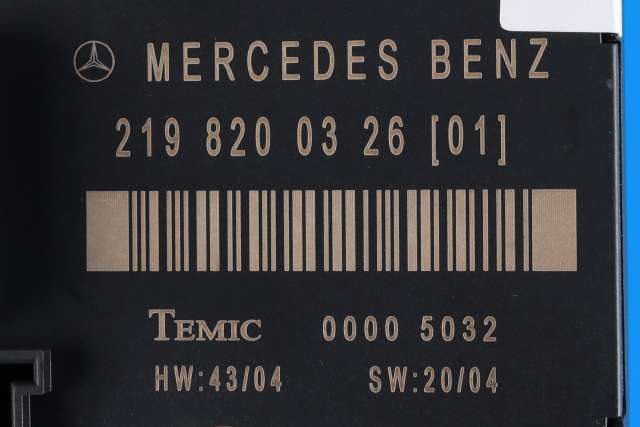 MERCEDES BENZ
219 820 03 26 [01]
TEMIC 0000 5032
HW:43/04 SW:20/04